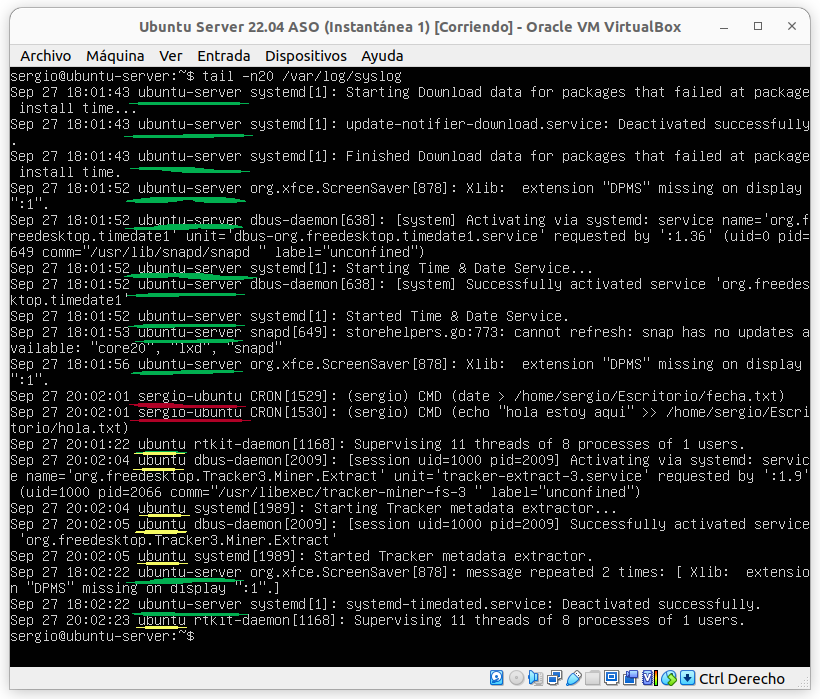 Ubuntu Server 22.04 ASO (Instantánea 1) [Corriendo] - Oracle VM VirtualBox
Archivo Máquina Ver Entrada Dispositivos Ayuda
sergio@ubuntu-server:~$ tail -n20 /var/log/syslog
Sep 27 18:01:43 ubuntu-server systemd[1]: Starting Download data for packages that failed at package
 install time...
Sep 27 18:01:43 ubuntu-server systemd[1]: update-notifier-download.service: Deactivated successfully
.
Sep 27 18:01:43 ubuntu-server systemd[1]: Finished Download data for packages that failed at package
 install time.
Sep 27 18:01:52 ubuntu-server org.xfce.ScreenSaver[878]: Xlib:  extension "DPMS" missing on display
":1".
Sep 27 18:01:52 ubuntu-server dbus-daemon[638]: [system] Activating via systemd: service name='org.f
reedesktop.timedate1' unit='dbus-org.freedesktop.timedate1.service' requested by ':1.36' (uid=0 pid=
649 comm="/usr/lib/snapd/snapd " label="unconfined")
Sep 27 18:01:52 ubuntu-server systemd[1]: Starting Time & Date Service...
Sep 27 18:01:52 ubuntu-server dbus-daemon[638]: [system] Successfully activated service 'org.freedes
ktop.timedate1'
Sep 27 18:01:52 ubuntu-server systemd[1]: Started Time & Date Service.
Sep 27 18:01:53 ubuntu-server snapd[649]: storehelpers.go:773: cannot refresh: snap has no updates a
vailable: "core20", "lxd", "snapd"
Sep 27 18:01:56 ubuntu-server org.xfce.ScreenSaver[878]: Xlib:  extension "DPMS" missing on display
":1".
Sep 27 20:02:01 sergio-ubuntu CRON[1529]: (sergio) CMD (date > /home/sergio/Escritorio/fecha.txt)
Sep 27 20:02:01 sergio-ubuntu CRON[1530]: (sergio) CMD (echo "hola estoy aqui" >> /home/sergio/Escri
torio/hola.txt)
Sep 27 20:01:22 ubuntu rtkit-daemon[1168]: Supervising 11 threads of 8 processes of 1 users.
Sep 27 20:02:04 ubuntu dbus-daemon[2009]: [session uid=1000 pid=2009] Activating via systemd: servic
e name='org.freedesktop.Tracker3.Miner.Extract' unit='tracker-extract-3.service' requested by ':1.9'
 (uid=1000 pid=2066 comm="/usr/libexec/tracker-miner-fs-3 " label="unconfined")
Sep 27 20:02:04 ubuntu systemd[1989]: Starting Tracker metadata extractor...
Sep 27 20:02:05 ubuntu dbus-daemon[2009]: [session uid=1000 pid=2009] Successfully activated service
 'org.freedesktop.Tracker3.Miner.Extract'
Sep 27 20:02:05 ubuntu systemd[1989]: Started Tracker metadata extractor.
Sep 27 18:02:22 ubuntu-server org.xfce.ScreenSaver[878]: message repeated 2 times: [ Xlib:  extensio
n "DPMS" missing on display ":1".]
Sep 27 18:02:22 ubuntu-server systemd[1]: systemd-timedated.service: Deactivated successfully.
Sep 27 20:02:23 ubuntu rtkit-daemon[1168]: Supervising 11 threads of 8 processes of 1 users.
sergio@ubuntu-server:~$
Ctrl Derecho